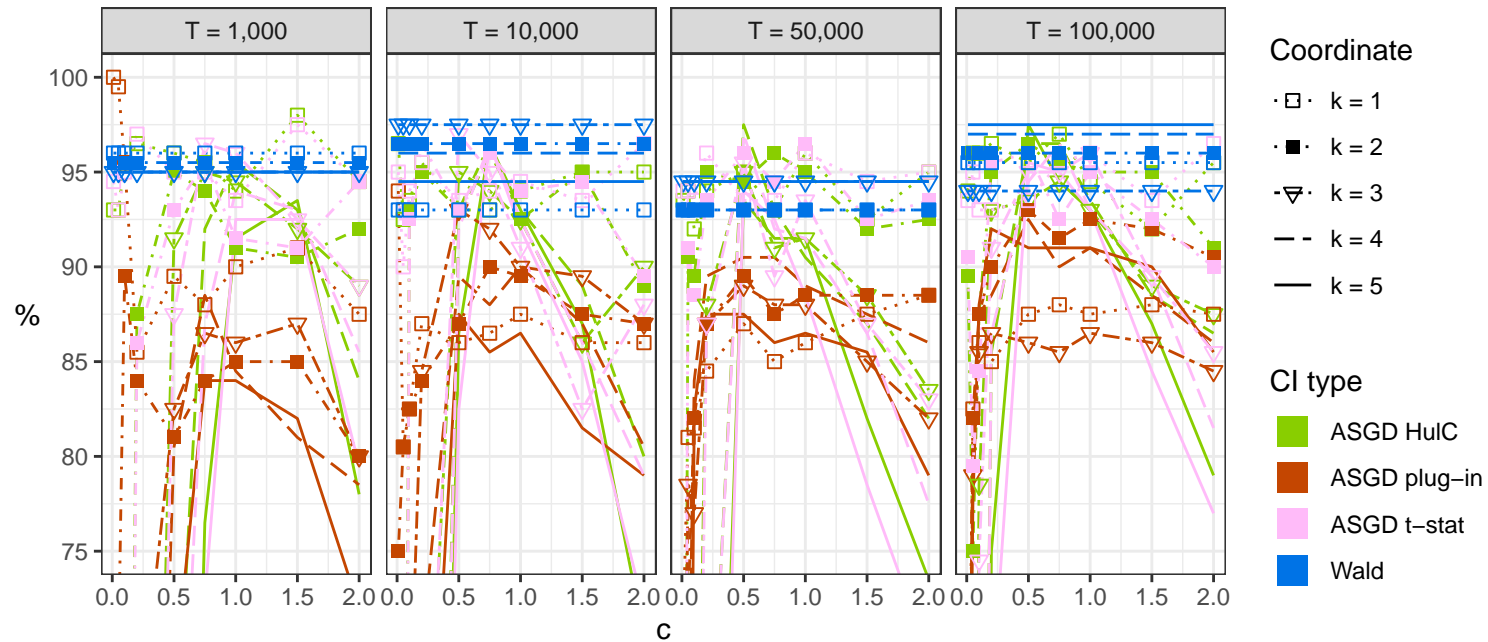 T = 1,000
T = 10,000
T = 50,000
T = 100,000
100
95
90
85
80
75
%
0.0 0.5 1.0 1.5 2.0
0.0 0.5 1.0 1.5 2.0
0.0 0.5 1.0 1.5 2.0
0.0 0.5 1.0 1.5 2.0
c
Coordinate
k = 1
k = 2
k = 3
k = 4
k = 5
CI type
ASGD HulC
ASGD plug−in
ASGD t−stat
Wald